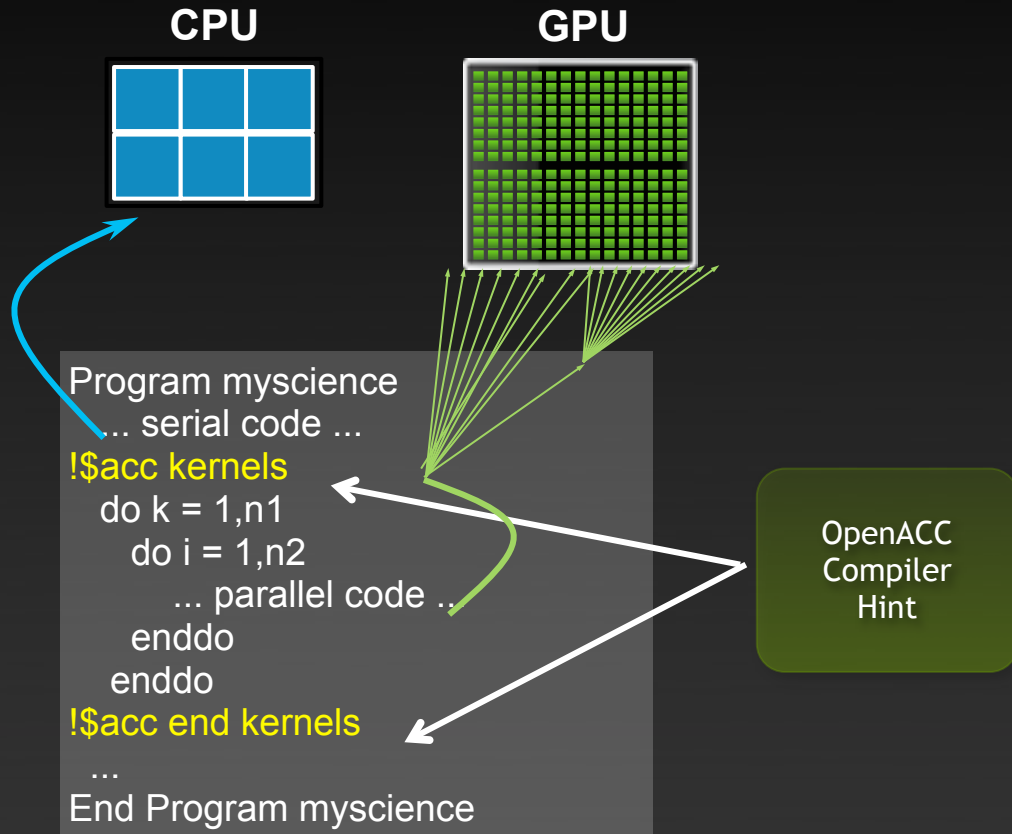 CPU
GPU
Program myscience
... serial code ...
!$acc kernels
do k = 1,n1
do i = 1,n2
... parallel code ..
enddo
enddo
!$acc end kernels
...
End Program myscience
OpenACC
Compiler
Hint